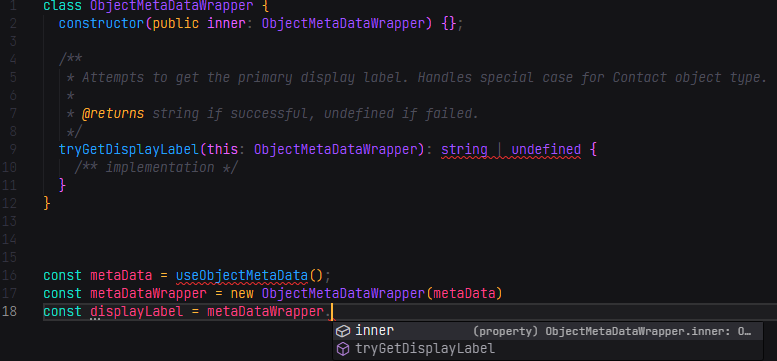 1 class ObjectMetaDataWrapper {
2 constructor(public inner: ObjectMetaDataWrapper) {};
3
4 /**
5 * Attempts to get the primary display label. Handles special case for Contact object type.
6 *
7 * @returns string if successful, undefined if failed.
8 */
9 tryGetDisplayLabel(this: ObjectMetaDataWrapper): string | undefined {
10 /** implementation */
11 }
12 }
13
14
15
16 const metaData = useObjectMetaData();
17 const metaDataWrapper = new ObjectMetaDataWrapper(metaData)
18 const displayLabel = metaDataWrapper.
inner (property) ObjectMetaDataWrapper.inner: O…
tryGetDisplayLabel